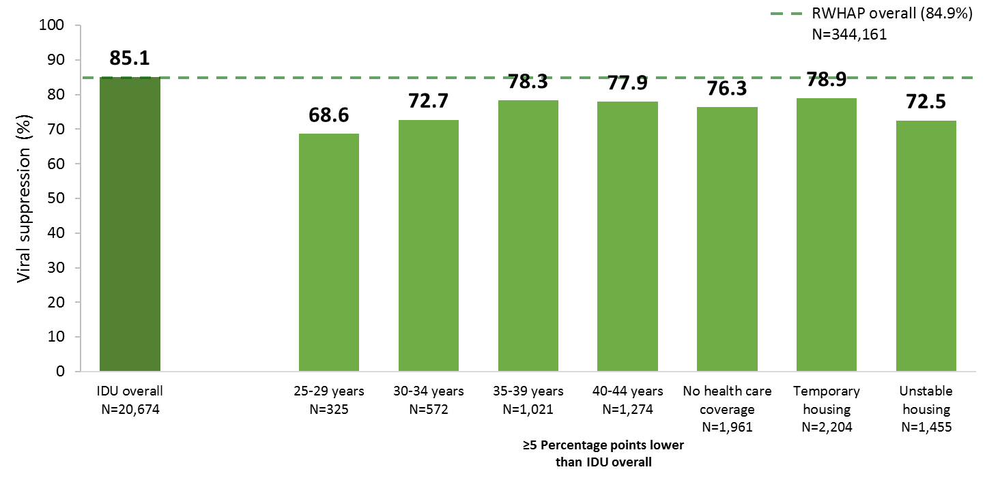 RWHAP overall (84.9%)
N=344,161
Viral suppression (%)
100
90
80
70
60
50
40
30
20
10
0
85.1
68.6
72.7
78.3
77.9
76.3
78.9
72.5
IDU overall
N=20,674
25-29 years
N=325
30-34 years
N=572
35-39 years
N=1,021
40-44 years
N=1,274
No health care
coverage
N=1,961
Temporary
housing
N=2,204
Unstable
housing
N=1,455
≥5 Percentage points lower
than IDU overall